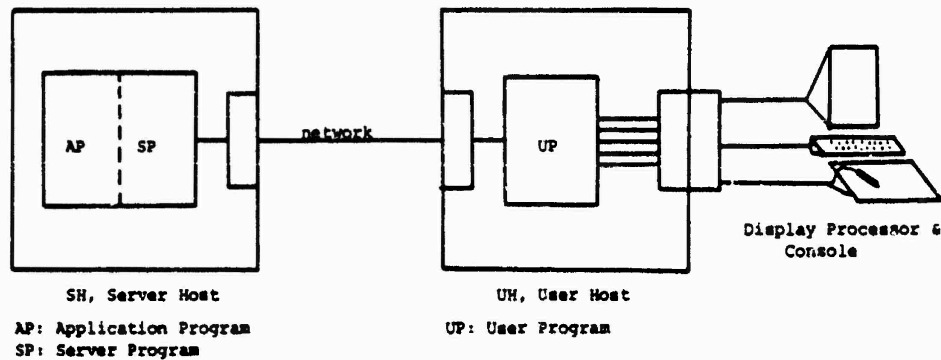 network
AP
SP
UP
Display Processor &
Console
SH, Server Host
UH, User Host
AP: Application Program
UP: User Program
SP: Server Program